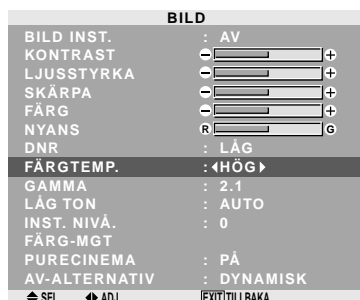 BILD
BILD INST. : AV
KONTRAST − +
LJUSSTYRKA − +
SKÄRPA − +
FÄRG − +
NYANS R G
DNR : LÅG
FÄRGTEMP. : HÖG
GAMMA : 2.1
LÅG TON : AUTO
INST. NIVÅ. : 0
FÄRG-MGT
PURECINEMA : PÅ
AV-ALTERNATIV : DYNAMISK
SEL. ADJ. EXIT TILLBAKA